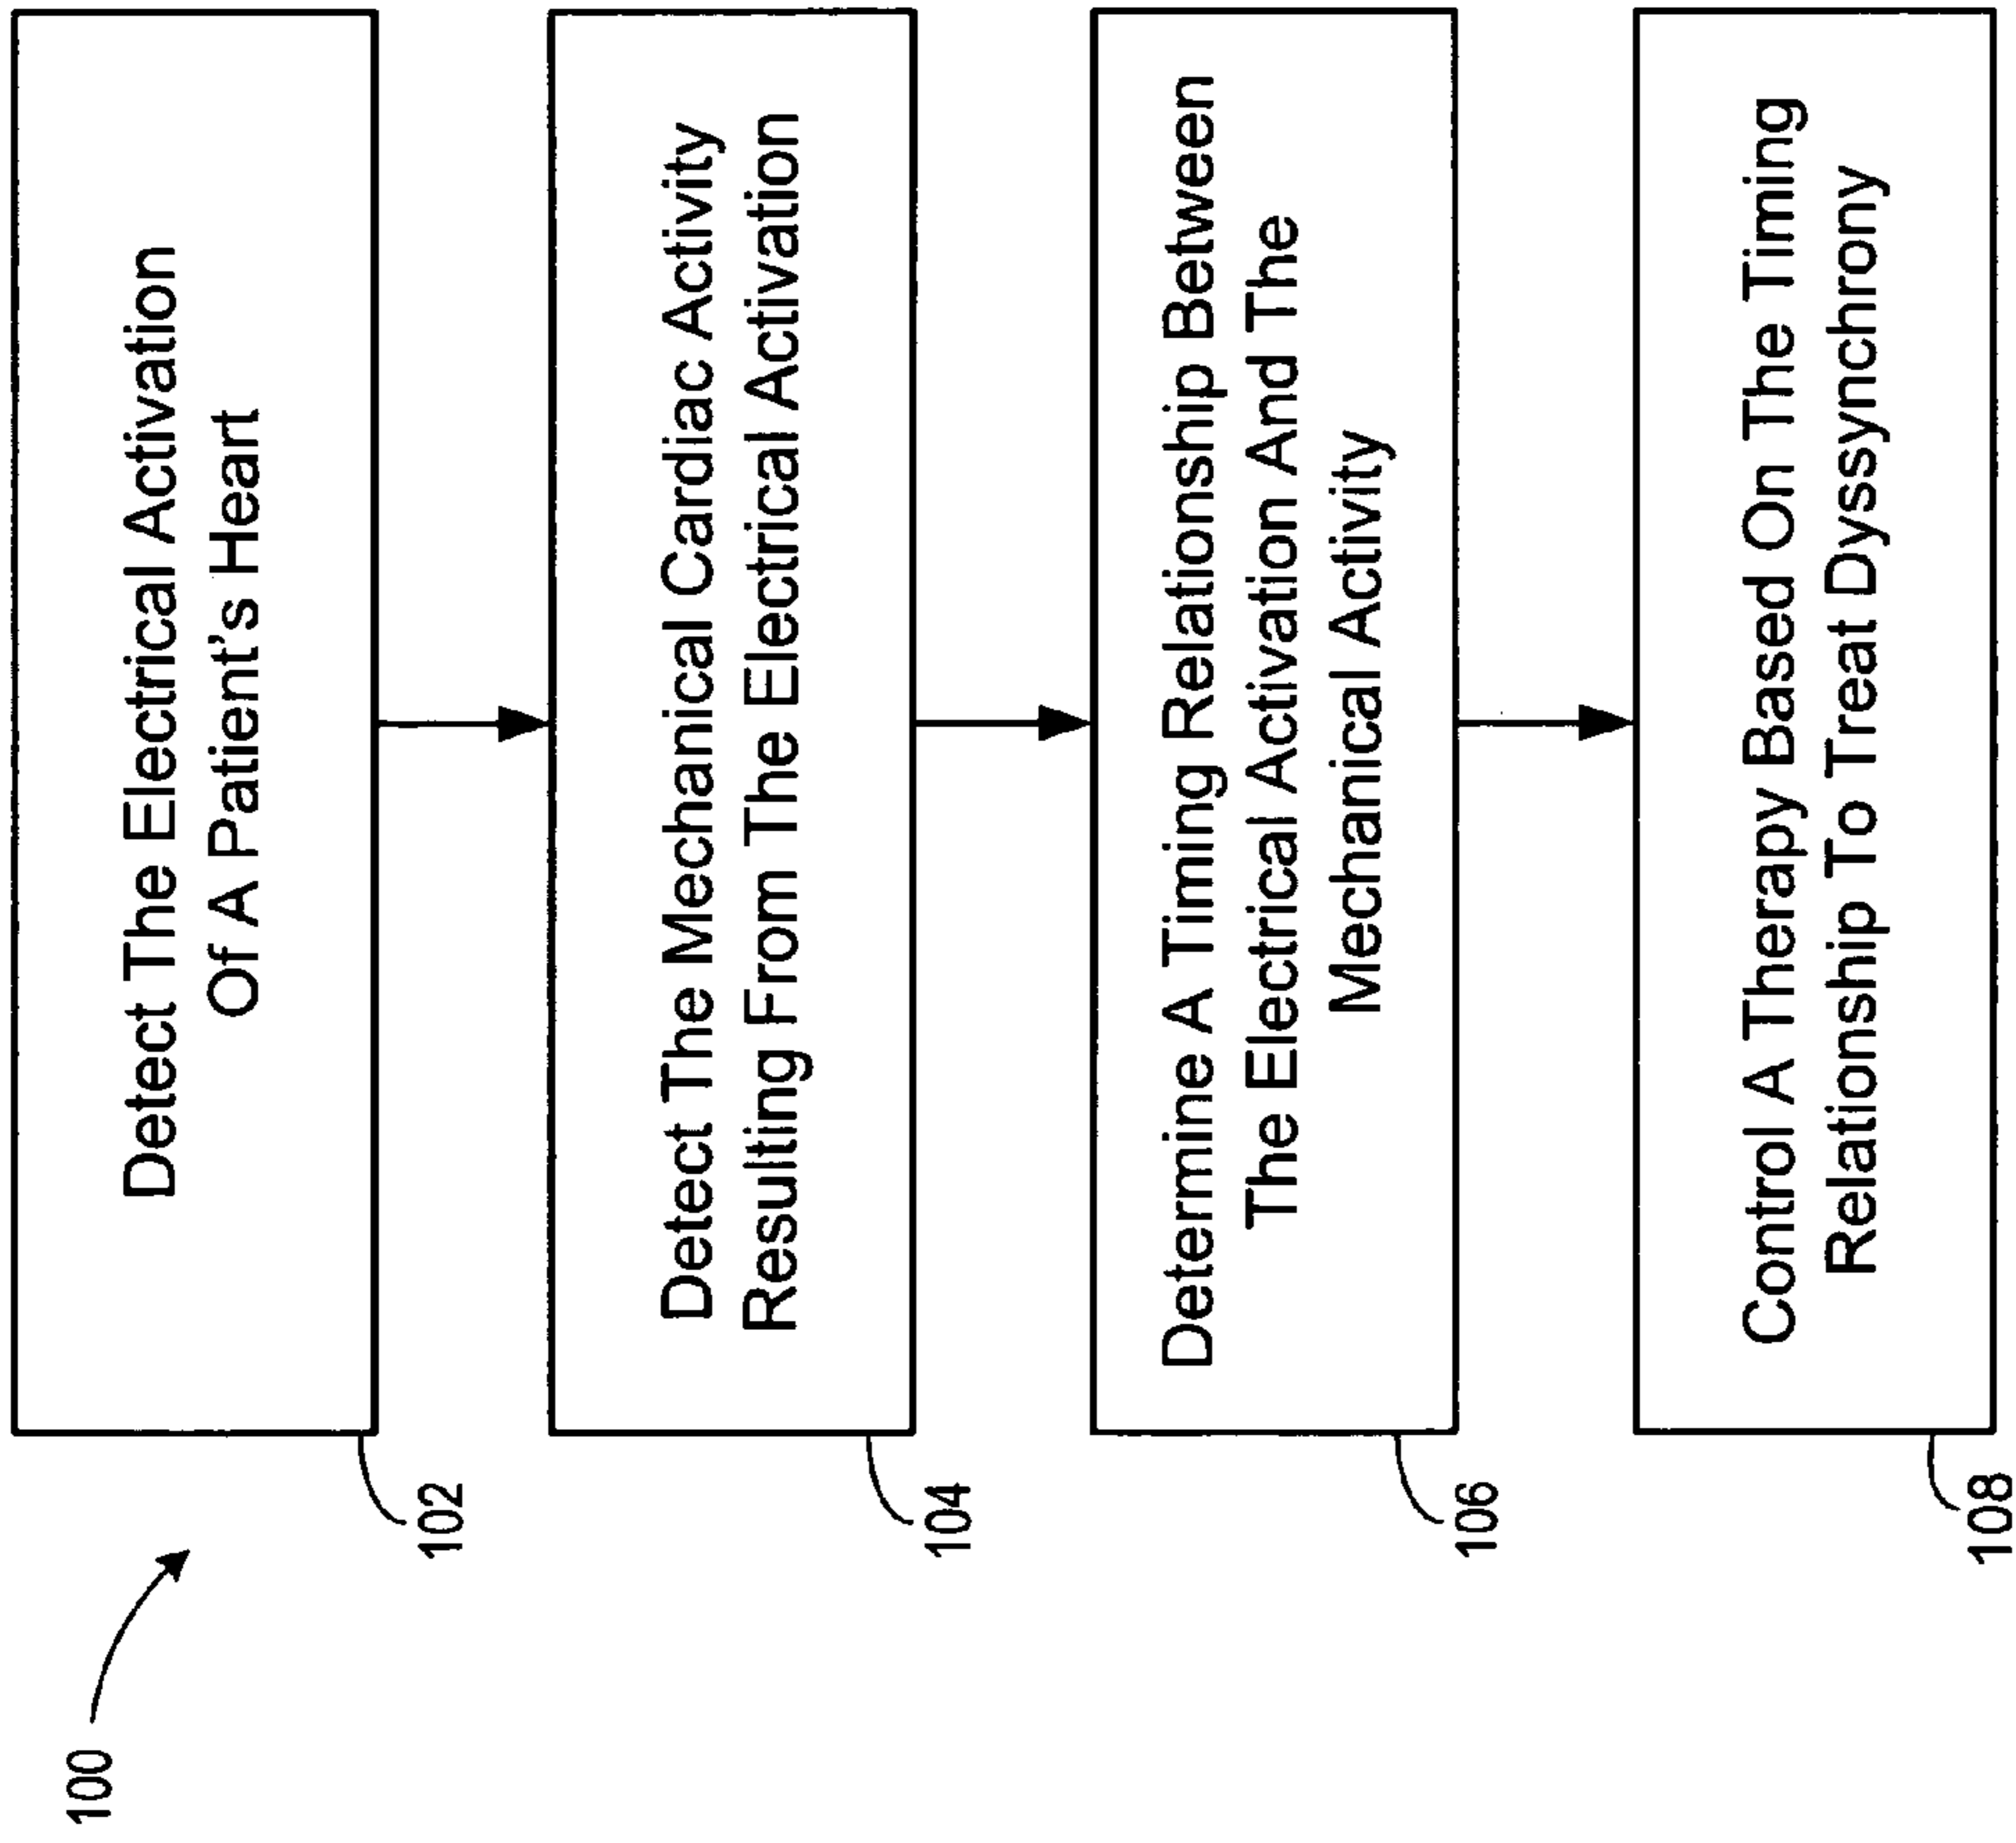 100
Detect The Electrical Activation
Of A Patient's Heart
102
Detect The Mechanical Cardiac Activity
Resulting From The Electrical Activation
104
Determine A Timing Relationship Between
The Electrical Activation And The
Mechanical Activity
106
Control A Therapy Based On The Timing
Relationship To Treat Dyssynchrony
108